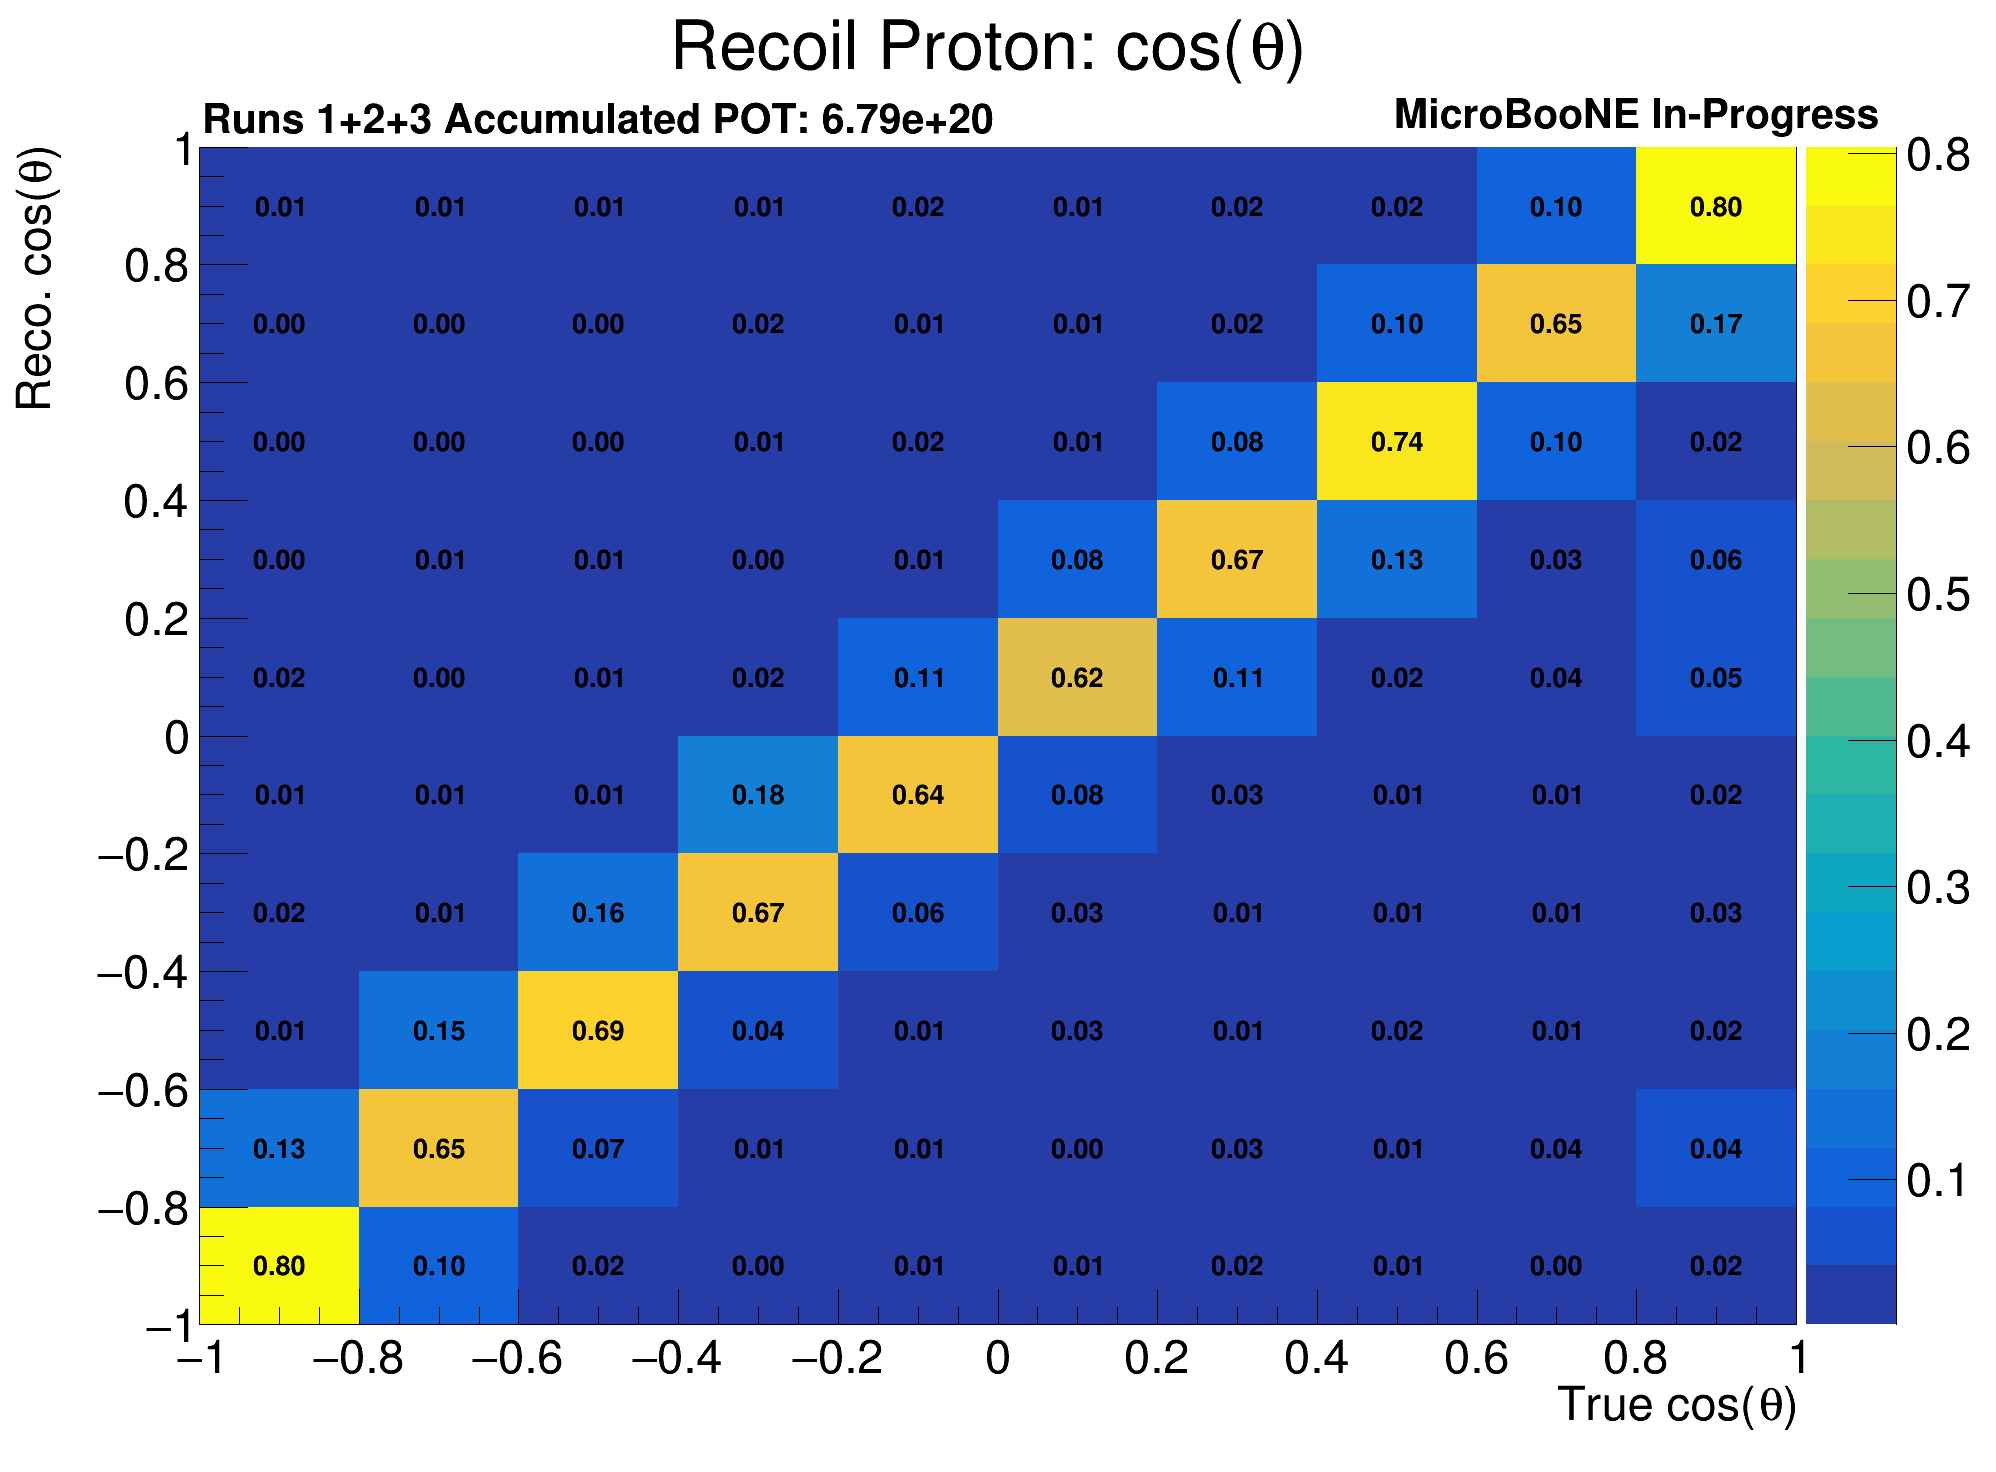 Recoil Proton: cos(θ)
Runs 1+2+3 Accumulated POT: 6.79e+20
MicroBooNE In-Progress
Reco. cos(θ)
1
0.8
0.6
0.4
0.2
0
−0.2
−0.4
−0.6
−0.8
−1
0.01 0.01 0.01 0.01 0.02 0.01 0.02 0.02 0.10 0.80
0.00 0.00 0.00 0.02 0.01 0.01 0.02 0.10 0.65 0.17
0.00 0.00 0.00 0.01 0.02 0.01 0.08 0.74 0.10 0.02
0.00 0.01 0.01 0.00 0.01 0.08 0.67 0.13 0.03 0.06
0.02 0.00 0.01 0.02 0.11 0.62 0.11 0.02 0.04 0.05
0.01 0.01 0.01 0.18 0.64 0.08 0.03 0.01 0.01 0.02
0.02 0.01 0.16 0.67 0.06 0.03 0.01 0.01 0.01 0.03
0.01 0.15 0.69 0.04 0.01 0.03 0.01 0.02 0.01 0.02
0.13 0.65 0.07 0.01 0.01 0.00 0.03 0.01 0.04 0.04
0.80 0.10 0.02 0.00 0.01 0.01 0.02 0.01 0.00 0.02
−1 −0.8 −0.6 −0.4 −0.2 0 0.2 0.4 0.6 0.8 1
True cos(θ)
0.8
0.7
0.6
0.5
0.4
0.3
0.2
0.1